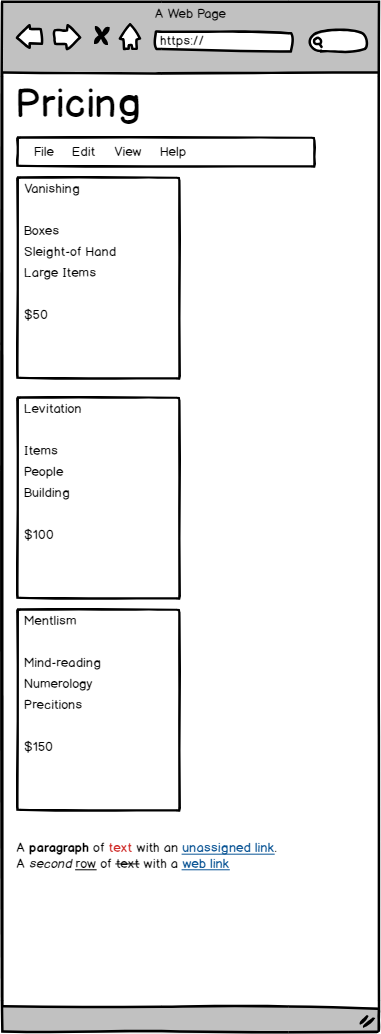 A Web Page
https://
Pricing
File Edit View Help
Vanishing
Boxes
Sleight-of Hand
Large Items
$50
Levitation
Items
People
Building
$100
Mentlism
Mind-reading
Numerology
Precitions
$150
A paragraph of text with an unassigned link.
A second row of text with a web link